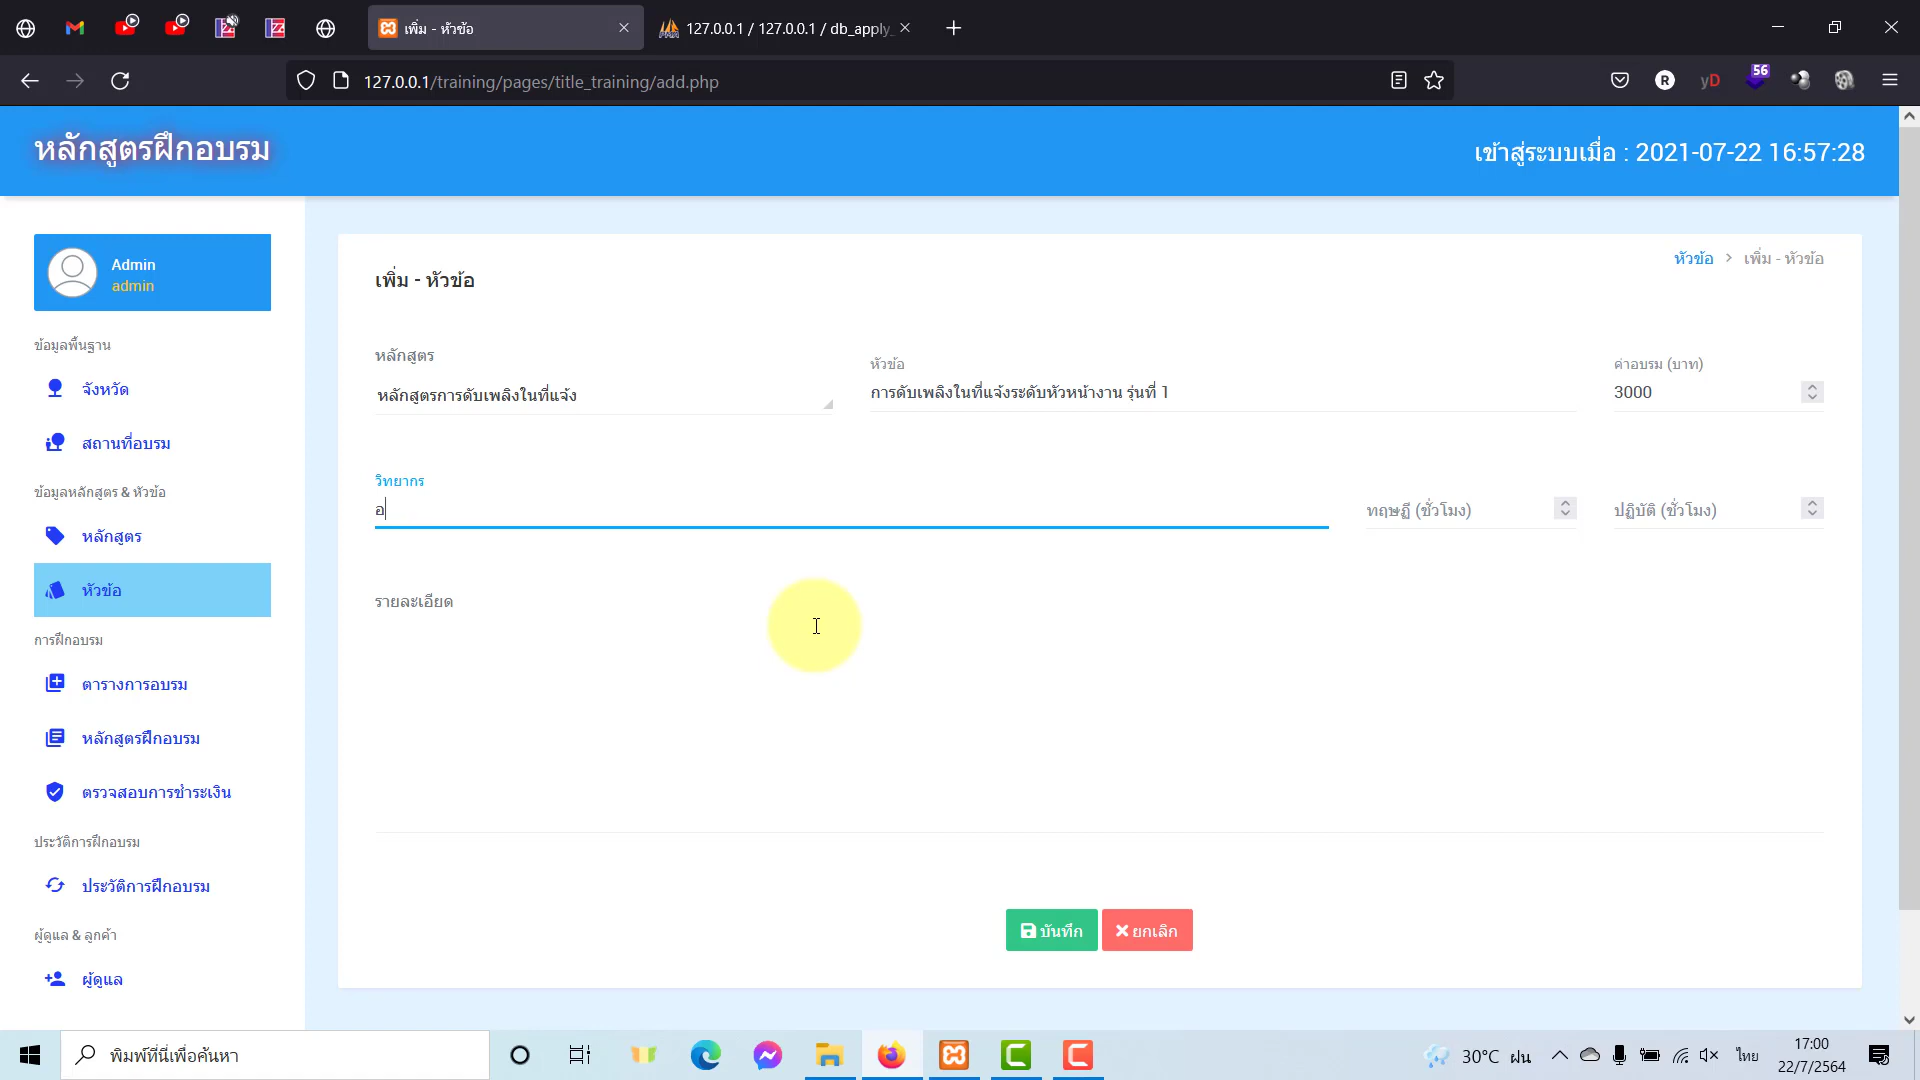 เพิ่ม - หัวข้อ
127.0.0.1 / 127.0.0.1 / db_apply_
127.0.0.1/training/pages/title_training/add.php
R
yD
56
หลักสูตรฝึกอบรม
เข้าสู่ระบบเมื่อ : 2021-07-22 16:57:28
Admin
admin
ข้อมูลพื้นฐาน
จังหวัด
สถานที่อบรม
ข้อมูลหลักสูตร & หัวข้อ
หลักสูตร
หัวข้อ
การฝึกอบรม
ตารางการอบรม
หลักสูตรฝึกอบรม
ตรวจสอบการชำระเงิน
ประวัติการฝึกอบรม
ประวัติการฝึกอบรม
ผู้ดูแล & ลูกค้า
ผู้ดูแล
หัวข้อ > เพิ่ม - หัวข้อ
เพิ่ม - หัวข้อ
หลักสูตร
หลักสูตรการดับเพลิงในที่แจ้ง
หัวข้อ
การดับเพลิงในที่แจ้งระดับหัวหน้างาน รุ่นที่ 1
ค่าอบรม (บาท)
3000
วิทยากร
อ
ทฤษฏี (ชั่วโมง)
ปฏิบัติ (ชั่วโมง)
รายละเอียด
บันทึก
ยกเลิก
พิมพ์ที่นี่เพื่อค้นหา
30°C ฝน
ไทย
17:00
22/7/2564